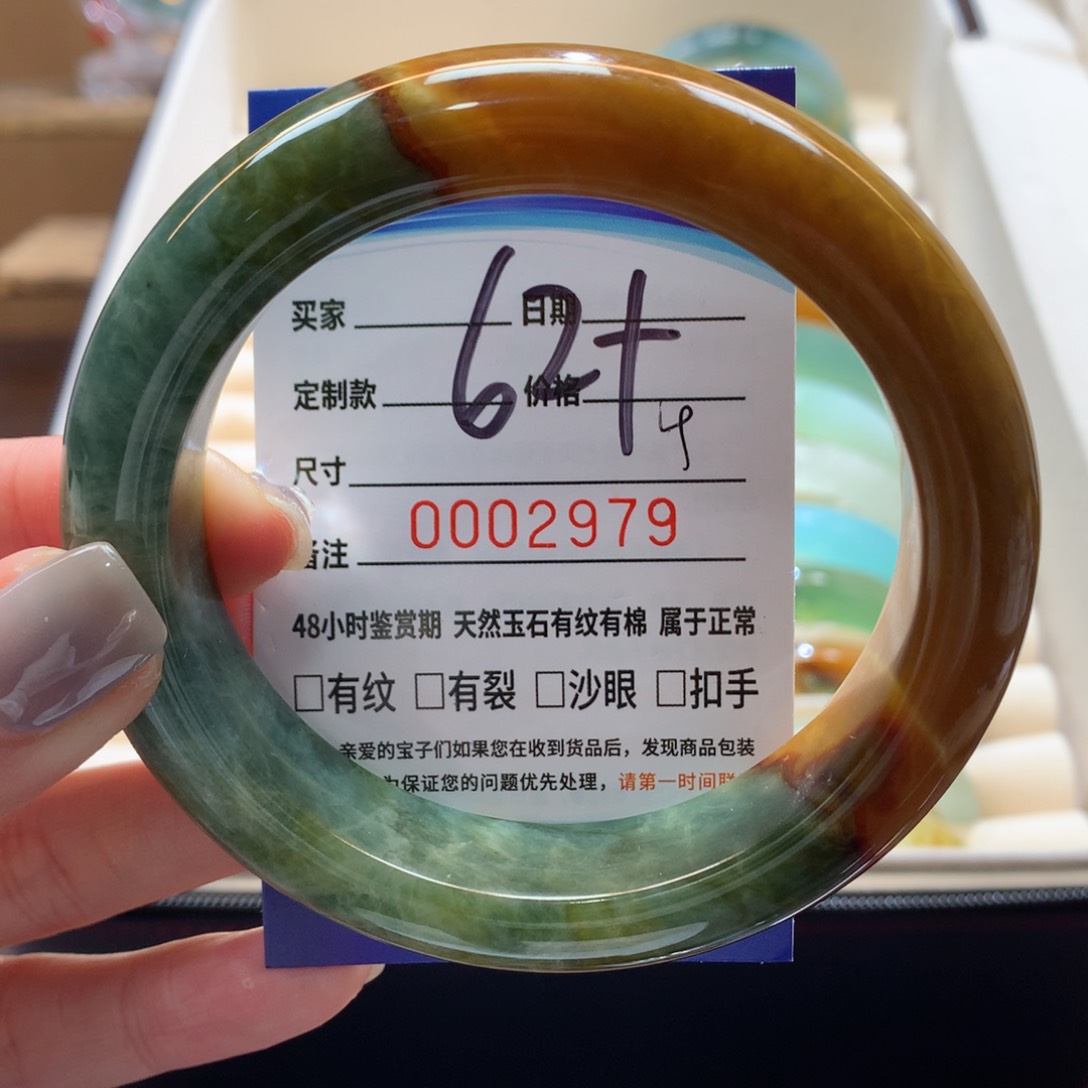 买家 日期
62+
定制款 价格
尺寸
0002979
备注
48小时鉴赏期 天然玉石有纹有棉 属于正常
□有纹 □有裂 □沙眼 □扣手
亲爱的宝子们如果您在收到货品后，发现商品包装
保证您的问题优先处理，请第一时间联